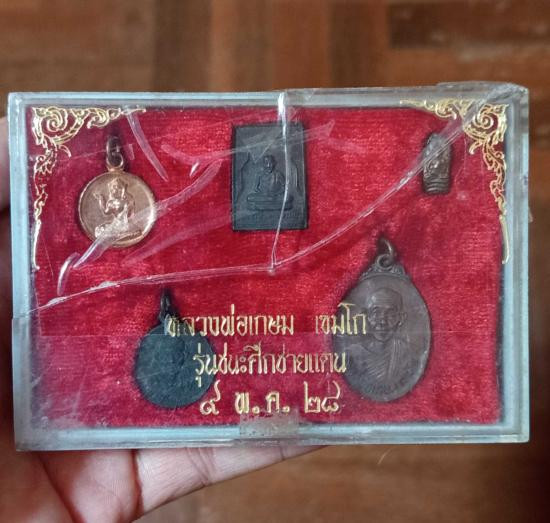 หลวงพ่อเกษม เขมโก
รุ่นชนะศึกชายแดน
๙ พ.ค. ๒๘